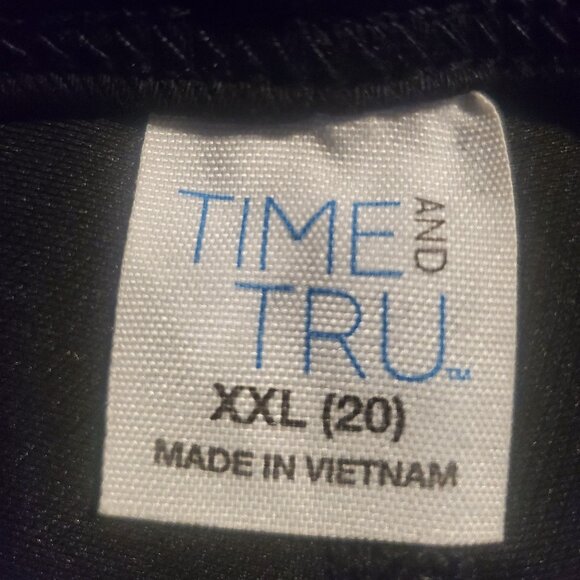 TIME AND
TRU™
XXL (20)
MADE IN VIETNAM